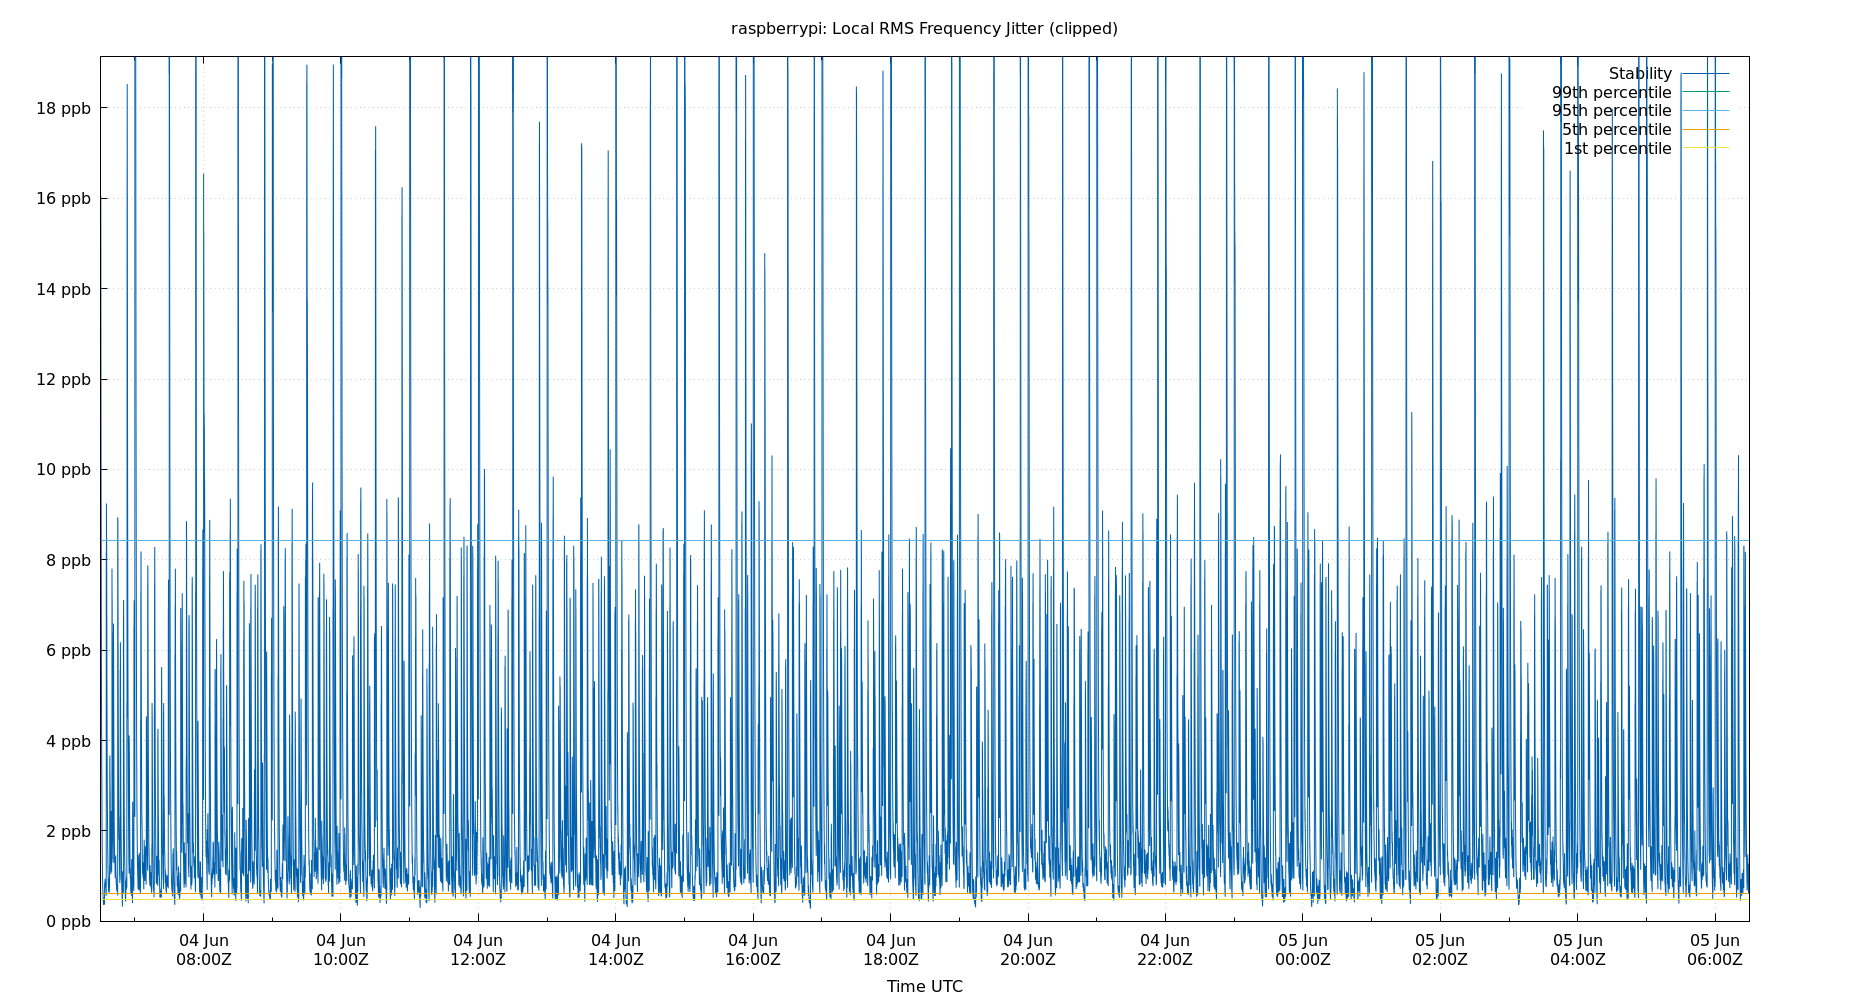 raspberrypi: Local RMS Frequency Jitter (clipped)
Stability
99th percentile
95th percentile
5th percentile
1st percentile
18 ppb
16 ppb
14 ppb
12 ppb
10 ppb
8 ppb
6 ppb
4 ppb
2 ppb
0 ppb
04 Jun 04 Jun 04 Jun 04 Jun 04 Jun 04 Jun 04 Jun 04 Jun 05 Jun 05 Jun 05 Jun 05 Jun
08:00Z 10:00Z 12:00Z 14:00Z 16:00Z 18:00Z 20:00Z 22:00Z 00:00Z 02:00Z 04:00Z 06:00Z
Time UTC